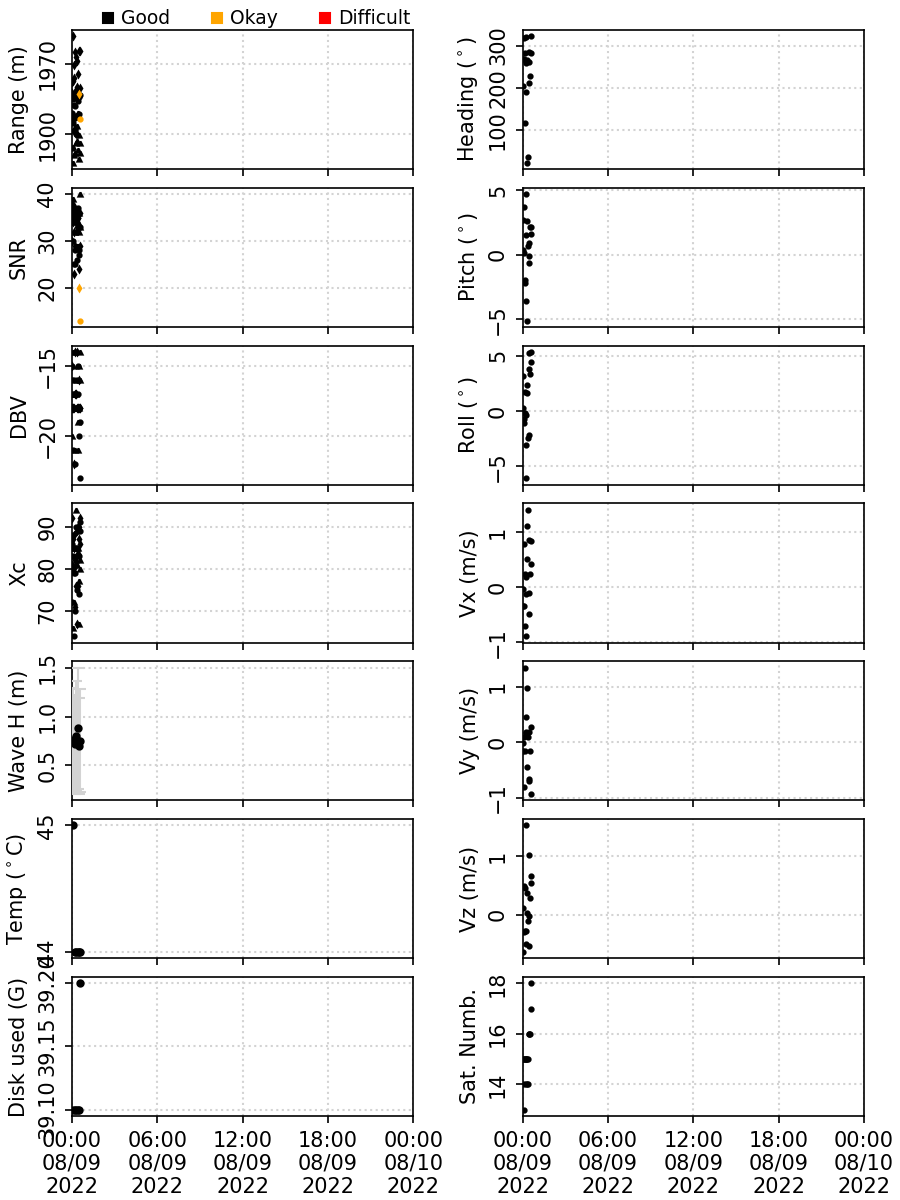 Good Okay Difficult
Range (m)
1970
1900
Heading (°)
300
200
100
SNR
40
30
20
Pitch (°)
5
0
−5
DBV
−15
−20
Roll (°)
5
0
−5
Xc
90
80
70
Vx (m/s)
1
0
−1
Wave H (m)
1.5
1.0
0.5
Vy (m/s)
1
0
−1
Temp (°C)
45
44
Vz (m/s)
1
0
Disk used (G)
39.20
39.15
39.10
Sat. Numb.
18
16
14
00:00 06:00 12:00 18:00 00:00
08/09 08/09 08/09 08/09 08/10
2022 2022 2022 2022 2022
00:00 06:00 12:00 18:00 00:00
08/09 08/09 08/09 08/09 08/10
2022 2022 2022 2022 2022